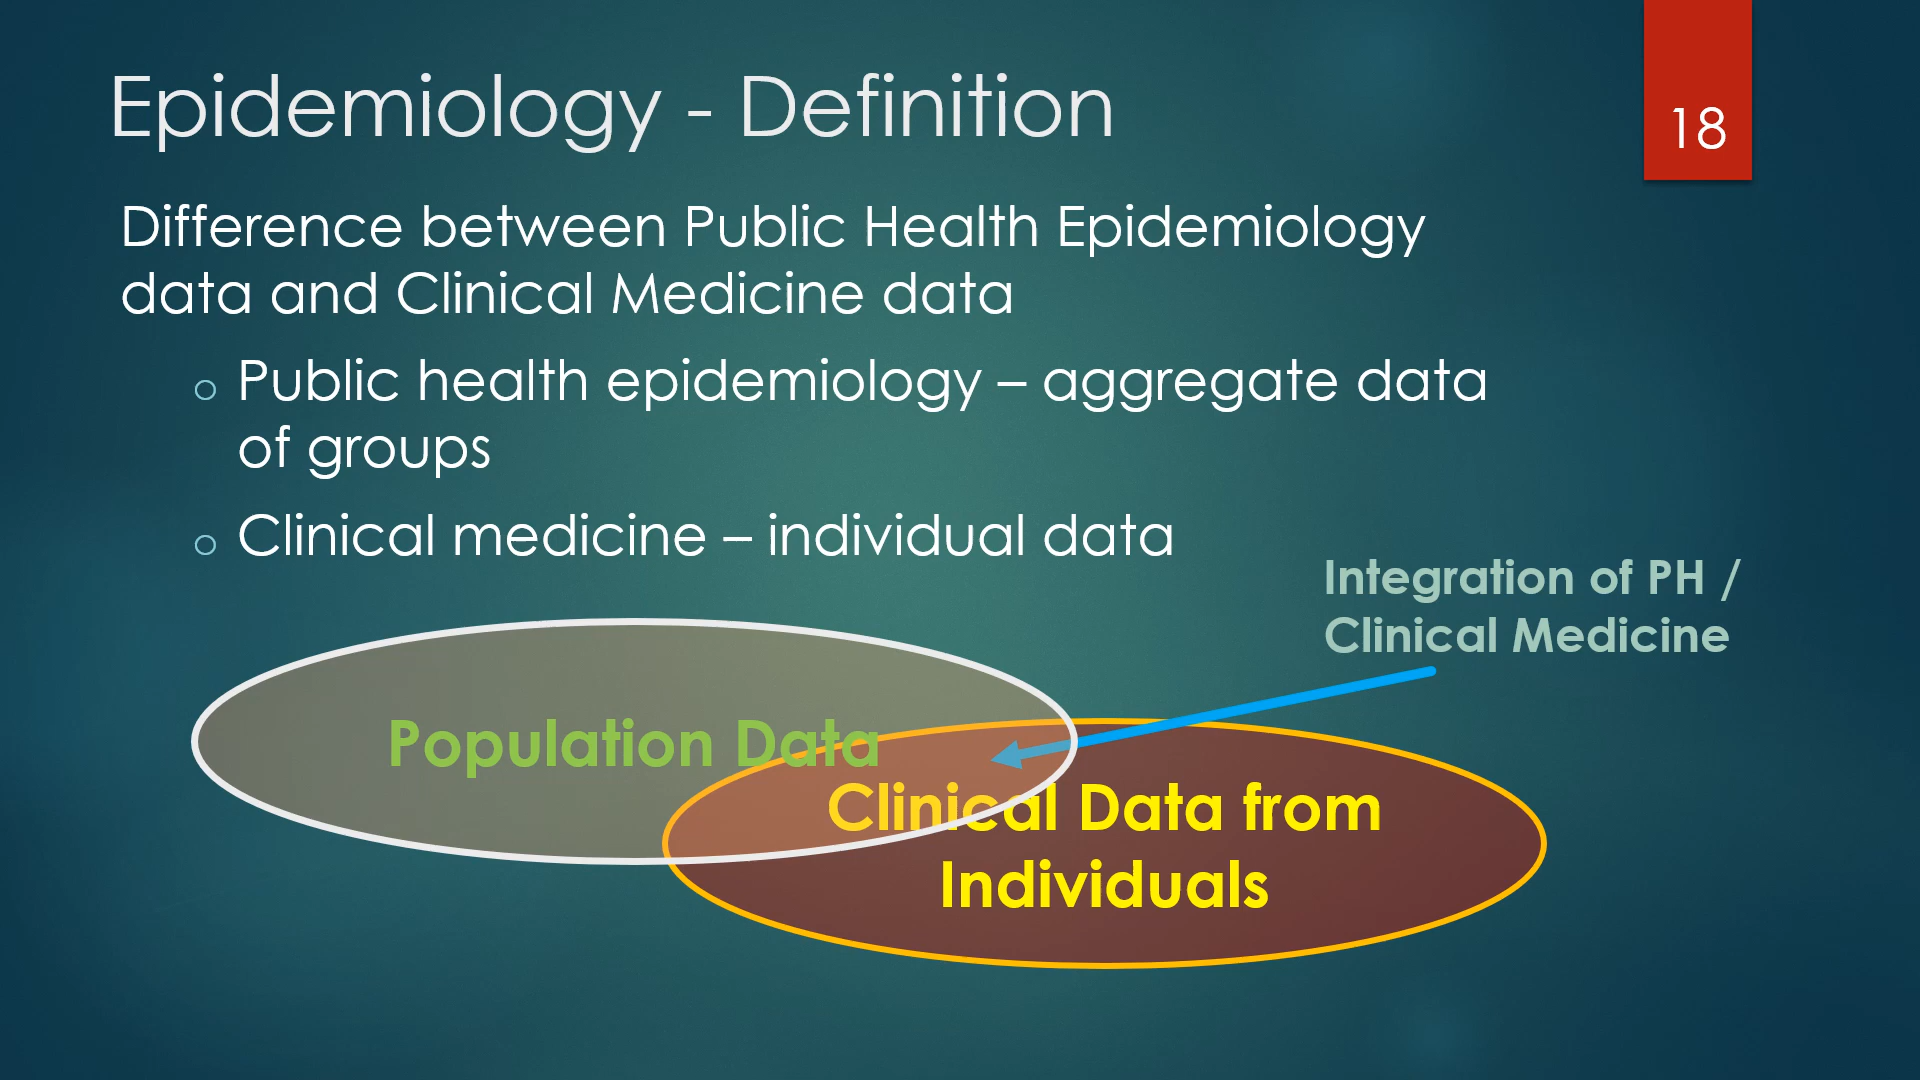 Epidemiology - Definition
18
Difference between Public Health Epidemiology
data and Clinical Medicine data
Public health epidemiology – aggregate data
of groups
Clinical medicine – individual data
Integration of PH /
Clinical Medicine
Population Data
Clinical Data from
Individuals